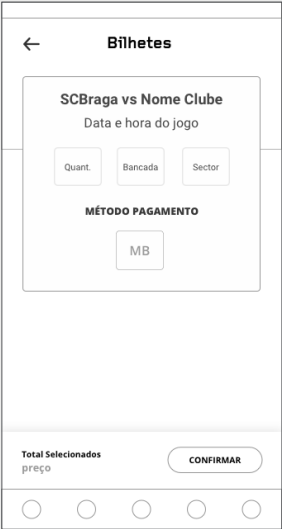 Bilhetes
SCBraga vs Nome Clube
Data e hora do jogo
Quant. Bancada Sector
MÉTODO PAGAMENTO
MB
Total Selecionados
preço
CONFIRMAR